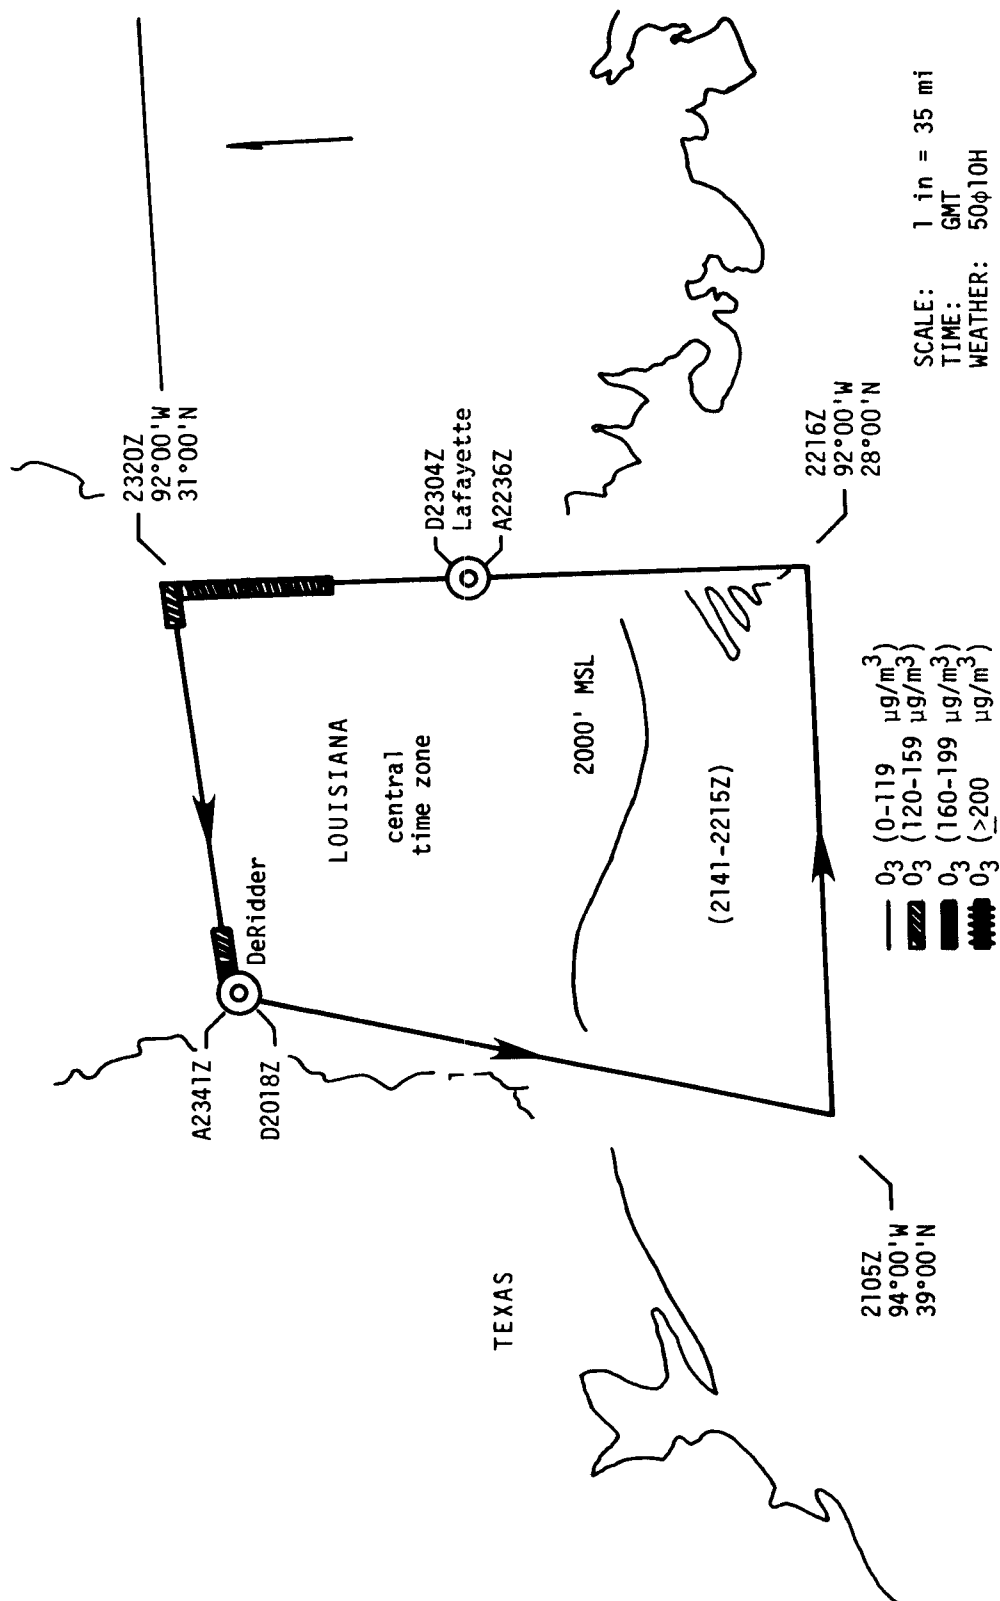 2320Z
92°00'W
31°00'N
A2341Z
D2018Z
DeRidder
LOUISIANA
central
time zone
D2304Z
Lafayette
A2236Z
TEXAS
2000' MSL
(2141-2215Z)
2216Z
92°00'W
28°00'N
2105Z
94°00'W
39°00'N
O3 (0-119 µg/m3)
O3 (120-159 µg/m3)
O3 (160-199 µg/m3)
O3 (≥200 µg/m3)
SCALE: 1 in = 35 mi
TIME: GMT
WEATHER: 50ϕ10H